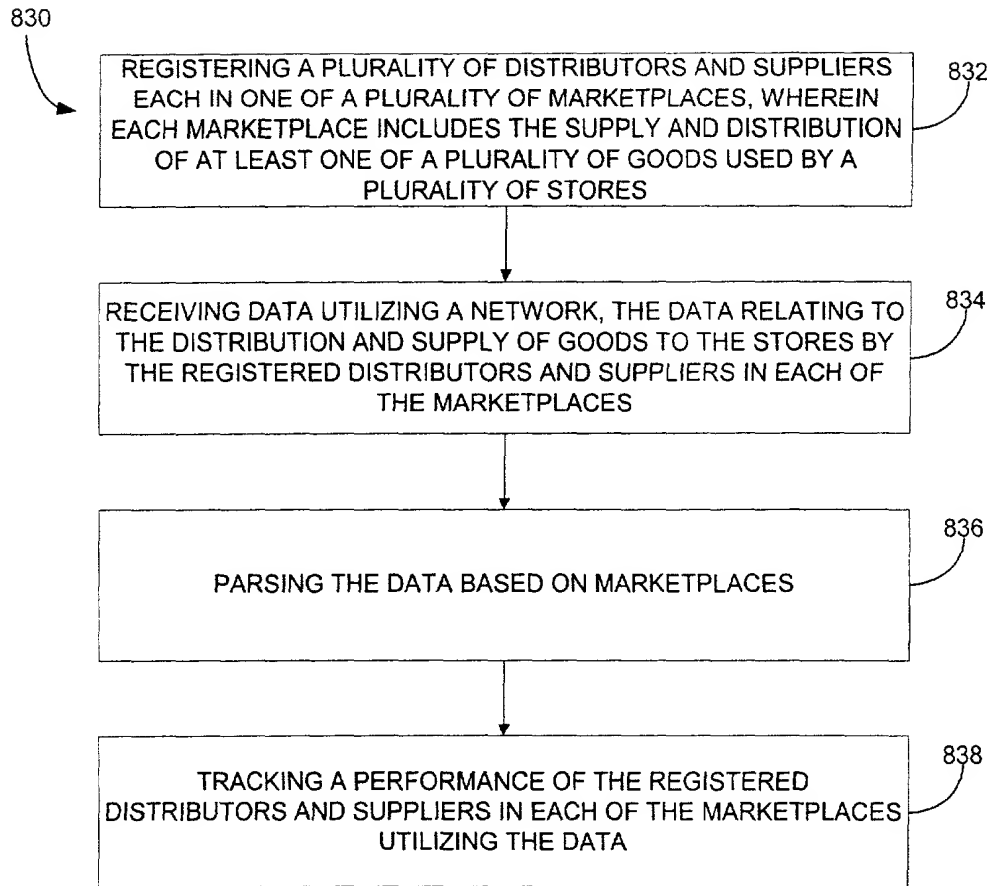 830
REGISTERING A PLURALITY OF DISTRIBUTORS AND SUPPLIERS
EACH IN ONE OF A PLURALITY OF MARKETPLACES, WHEREIN
EACH MARKETPLACE INCLUDES THE SUPPLY AND DISTRIBUTION
OF AT LEAST ONE OF A PLURALITY OF GOODS USED BY A
PLURALITY OF STORES
832
RECEIVING DATA UTILIZING A NETWORK, THE DATA RELATING TO
THE DISTRIBUTION AND SUPPLY OF GOODS TO THE STORES BY
THE REGISTERED DISTRIBUTORS AND SUPPLIERS IN EACH OF
THE MARKETPLACES
834
PARSING THE DATA BASED ON MARKETPLACES
836
TRACKING A PERFORMANCE OF THE REGISTERED
DISTRIBUTORS AND SUPPLIERS IN EACH OF THE MARKETPLACES
UTILIZING THE DATA
838